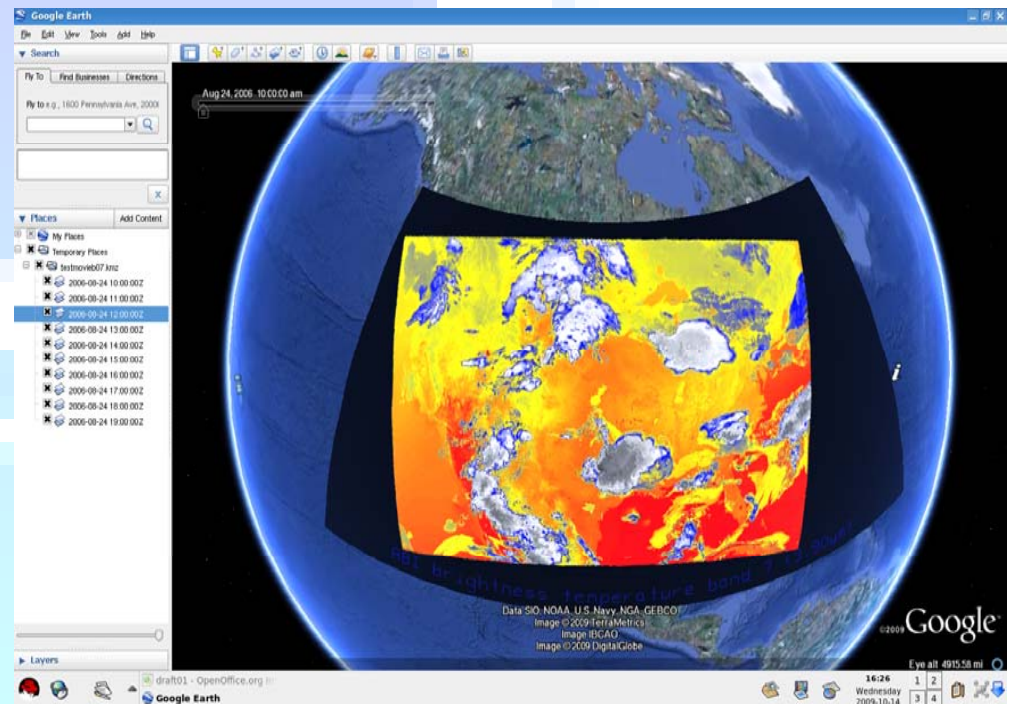 Google Earth
File Edit View Tools Add Help
Search
Fly To Find Businesses Directions
Fly to e.g., 1600 Pennsylvania Ave, 2000
Places Add Content
My Places
Temporary Places
testmovieb07.kmz
2006-08-24 10:00:00Z
2006-08-24 11:00:00Z
2006-08-24 12:00:00Z
2006-08-24 13:00:00Z
2006-08-24 14:00:00Z
2006-08-24 15:00:00Z
2006-08-24 16:00:00Z
2006-08-24 17:00:00Z
2006-08-24 18:00:00Z
2006-08-24 19:00:00Z
Layers
Aug 24, 2006 10:00:00 am
ABI brightness temperature band 7
Data SIO, NOAA, U.S. Navy, NGA, GEBCO
Image © 2009 TerraMetrics
Image IBCAO
Image © 2009 DigitalGlobe
©2009 Google
Eye alt 4915.58 mi
draft01 - OpenOffice.org
Google Earth
16:26
Wednesday
2009-10-14
1 2
3 4